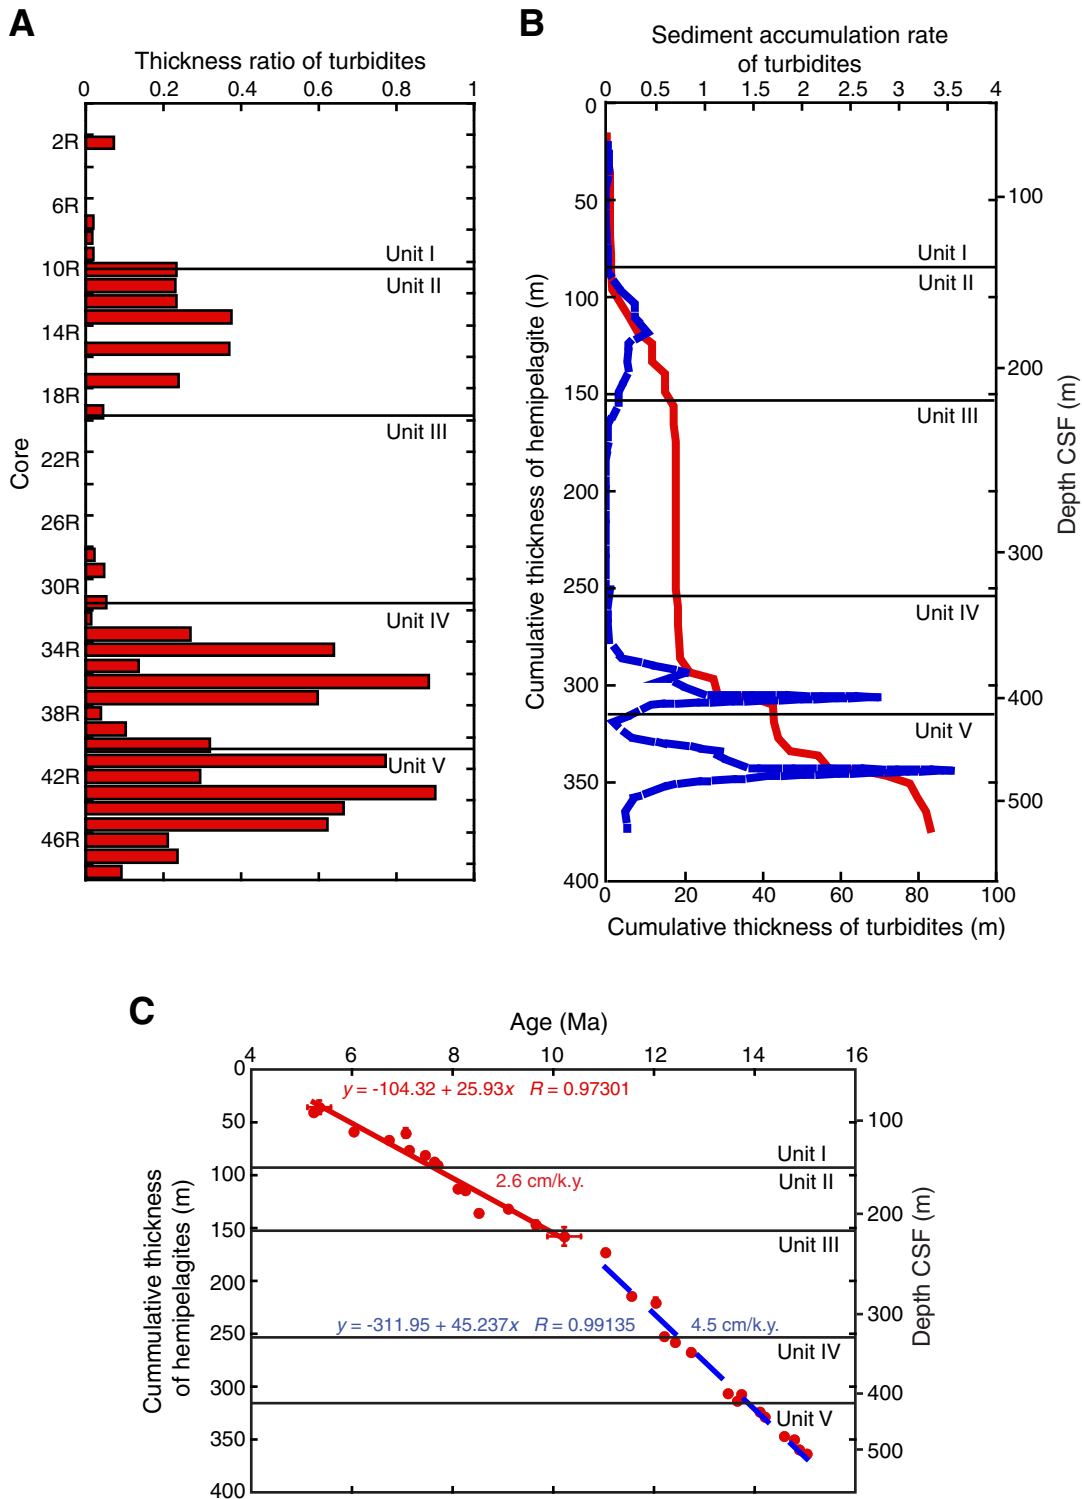 A
Thickness ratio of turbidites
0 0.2 0.4 0.6 0.8 1
Core
2R
6R
10R
14R
18R
22R
26R
30R
34R
38R
42R
46R
Unit I
Unit II
Unit III
Unit IV
Unit V
B
Sediment accumulation rate
of turbidites
0 0.5 1 1.5 2 2.5 3 3.5 4
Cumulative thickness of hemipelagite (m)
0
50
100
150
200
250
300
350
400
Unit I
Unit II
Unit III
Unit IV
Unit V
100
200
300
400
500
Depth CSF (m)
0 20 40 60 80 100
Cumulative thickness of turbidites (m)
C
Age (Ma)
4 6 8 10 12 14 16
Cummulative thickness
of hemipelagites (m)
0
50
100
150
200
250
300
350
400
y = -104.32 + 25.93x R = 0.97301
2.6 cm/k.y.
y = -311.95 + 45.237x R = 0.99135
4.5 cm/k.y.
Unit I
Unit II
Unit III
Unit IV
Unit V
100
200
300
400
500
Depth CSF (m)